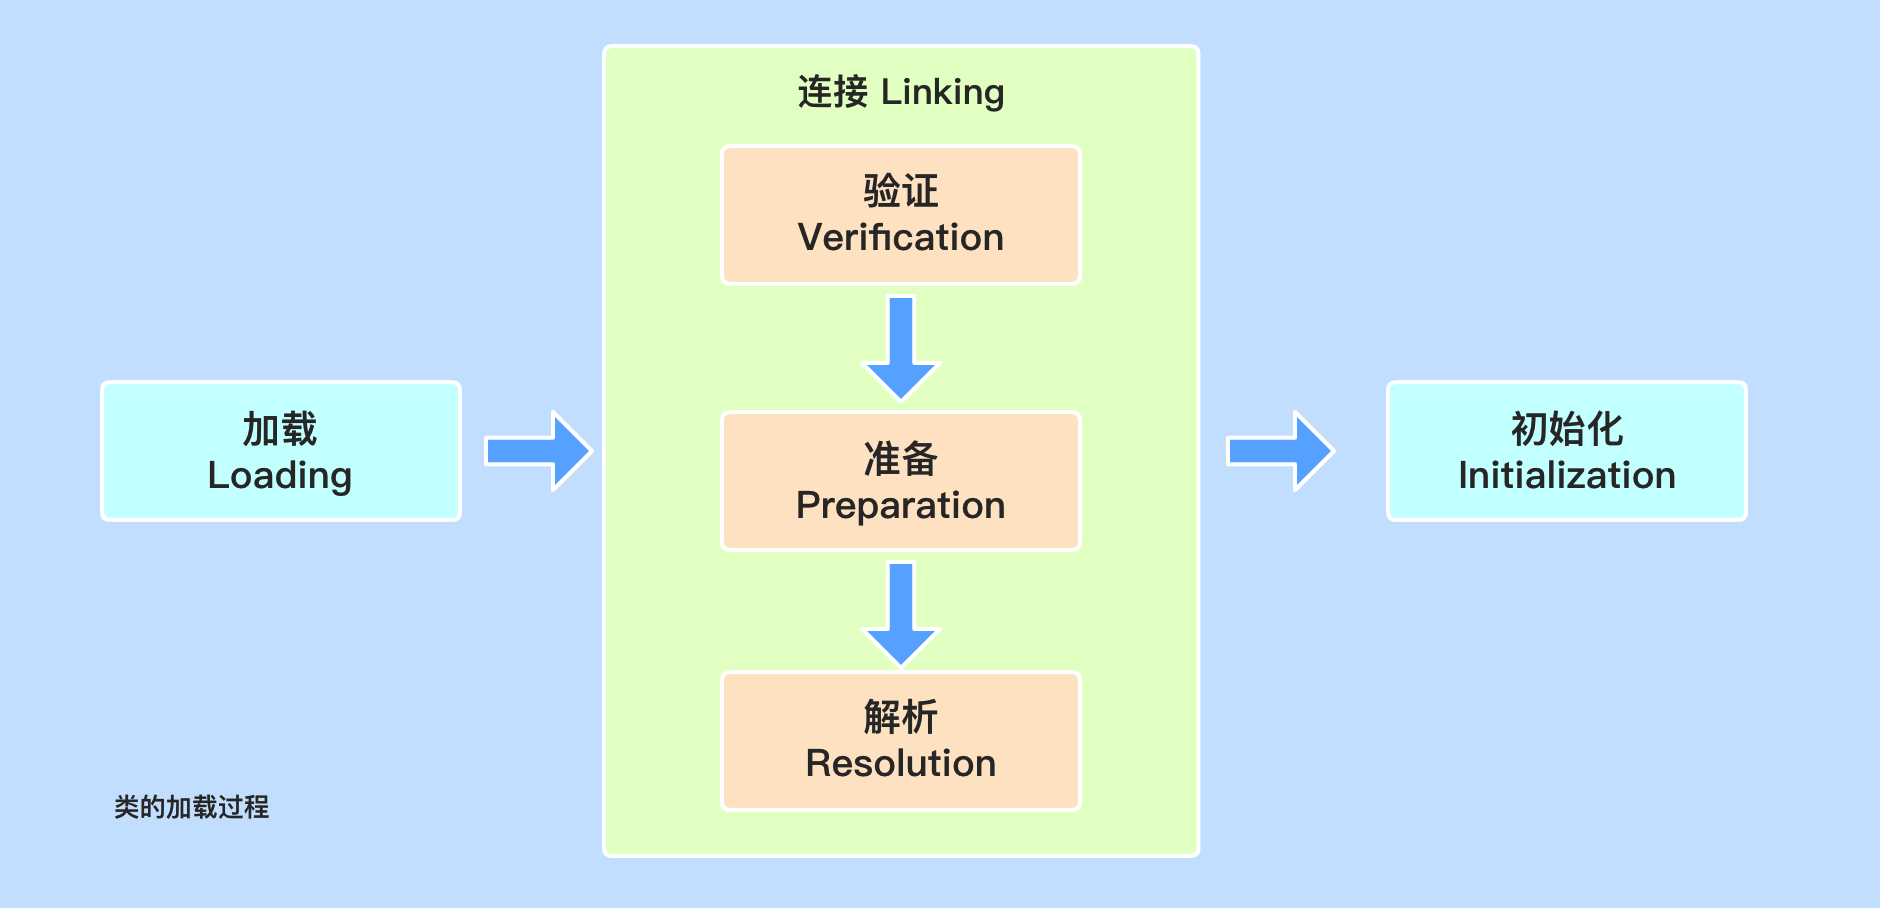 加载
Loading
连接 Linking
验证
Verification
准备
Preparation
解析
Resolution
初始化
Initialization
类的加载过程